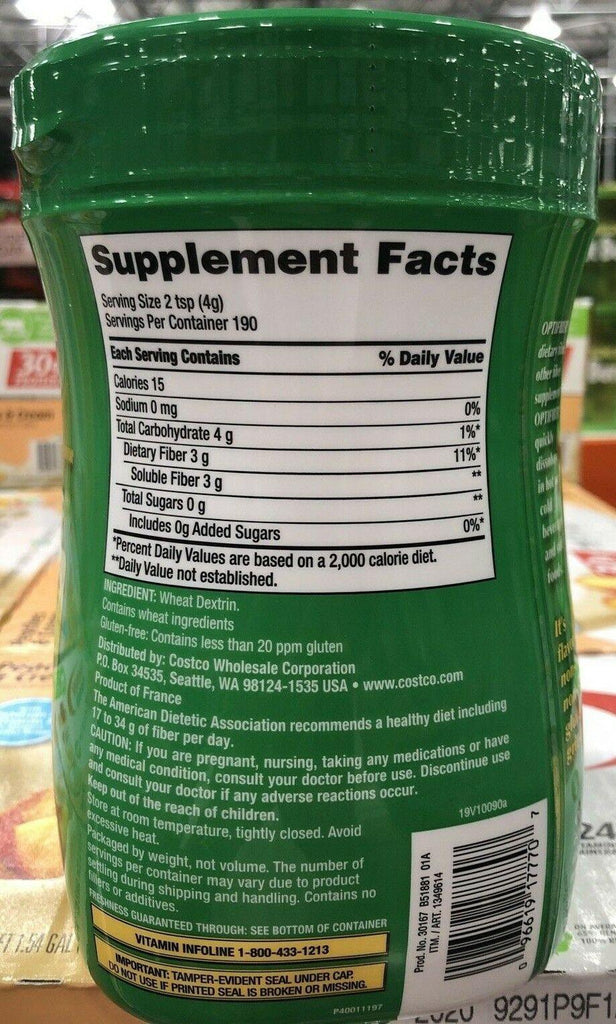 Supplement Facts
Serving Size 2 tsp (4g)
Servings Per Container 190
Each Serving Contains % Daily Value
Calories 15
Sodium 0 mg 0%
Total Carbohydrate 4 g 1%*
Dietary Fiber 3 g 11%*
Soluble Fiber 3 g **
Total Sugars 0 g **
Includes 0g Added Sugars 0%*
*Percent Daily Values are based on a 2,000 calorie diet.
**Daily Value not established.
INGREDIENT: Wheat Dextrin.
Contains wheat ingredients
Gluten-free: Contains less than 20 ppm gluten
Distributed by: Costco Wholesale Corporation
P.O. Box 34535, Seattle, WA 98124-1535 USA • www.costco.com
Product of France
The American Dietetic Association recommends a healthy diet including
17 to 34 g of fiber per day.
CAUTION: If you are pregnant, nursing, taking any medications or have
any medical condition, consult your doctor before use. Discontinue use
and consult your doctor if any adverse reactions occur.
Keep out of the reach of children.
Store at room temperature, tightly closed. Avoid
excessive heat.
Packaged by weight, not volume. The number of
servings per container may vary due to product
settling during shipping and handling. Contains no
fillers or additives.
FRESHNESS GUARANTEED THROUGH: SEE BOTTOM OF CONTAINER
VITAMIN INFOLINE 1-800-433-1213
IMPORTANT: TAMPER-EVIDENT SEAL UNDER CAP.
DO NOT USE IF PRINTED SEAL IS BROKEN OR MISSING.
P40011197
19V10090a
Prod. No. 30167 B51881 01A
ITM. / ART. 1349614
0 96619 17770 7
It's
30
24
9291P9F1